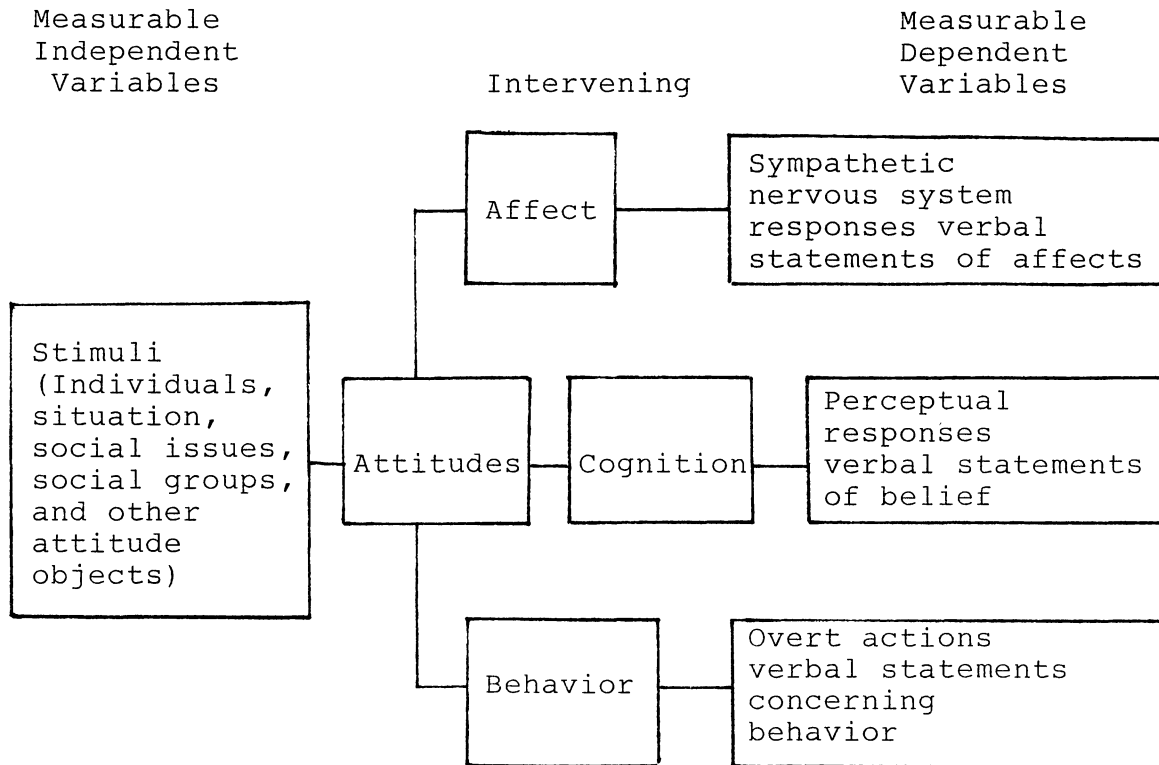 Measurable
Independent
Variables
Intervening
Measurable
Dependent
Variables
Affect
Sympathetic
nervous system
responses verbal
statements of affects
Stimuli
(Individuals,
situation,
social issues,
social groups,
and other
attitude
objects)
Attitudes
Cognition
Perceptual
responses
verbal statements
of belief
Behavior
Overt actions
verbal statements
concerning
behavior